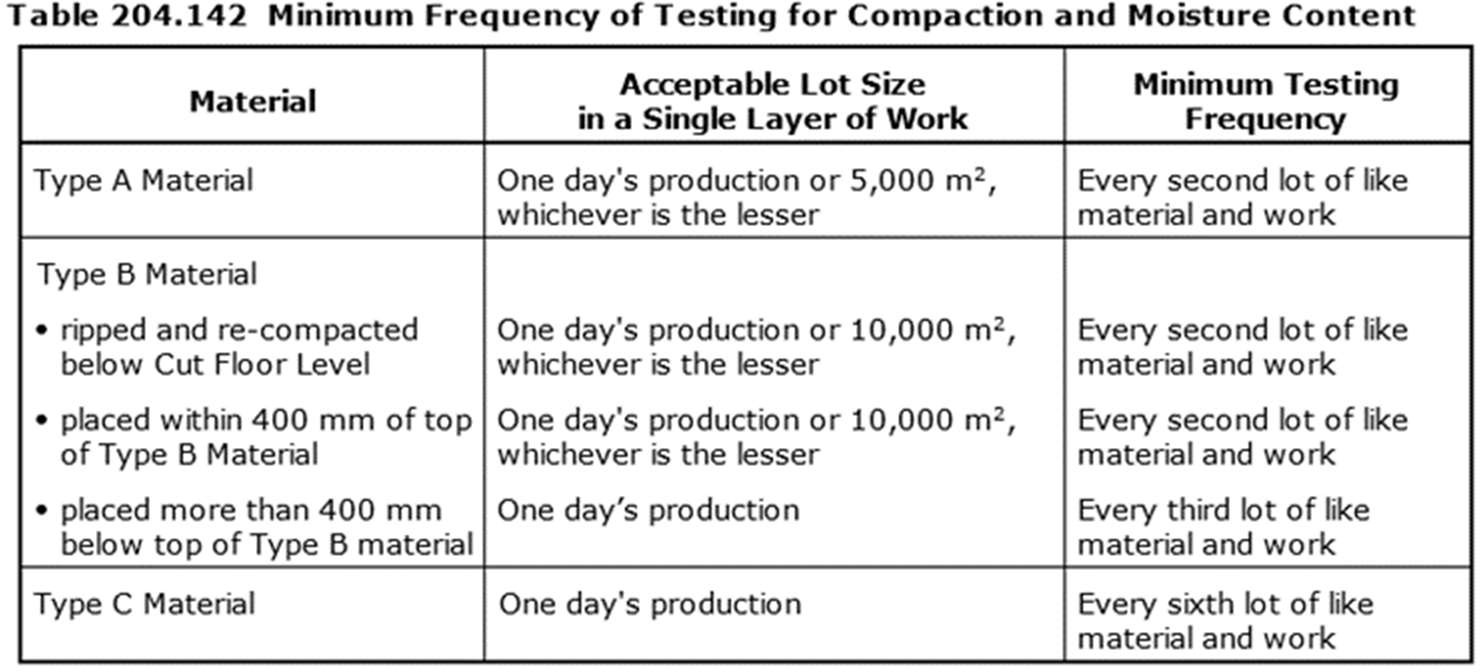 Table 204.142 Minimum Frequency of Testing for Compaction and Moisture Content
Material
Acceptable Lot Size
in a Single Layer of Work
Minimum Testing
Frequency
Type A Material
One day's production or 5,000 m²,
whichever is the lesser
Every second lot of like
material and work
Type B Material
• ripped and re-compacted
below Cut Floor Level
One day's production or 10,000 m²,
whichever is the lesser
Every second lot of like
material and work
• placed within 400 mm of top
of Type B Material
One day's production or 10,000 m²,
whichever is the lesser
Every second lot of like
material and work
• placed more than 400 mm
below top of Type B material
One day’s production
Every third lot of like
material and work
Type C Material
One day's production
Every sixth lot of like
material and work